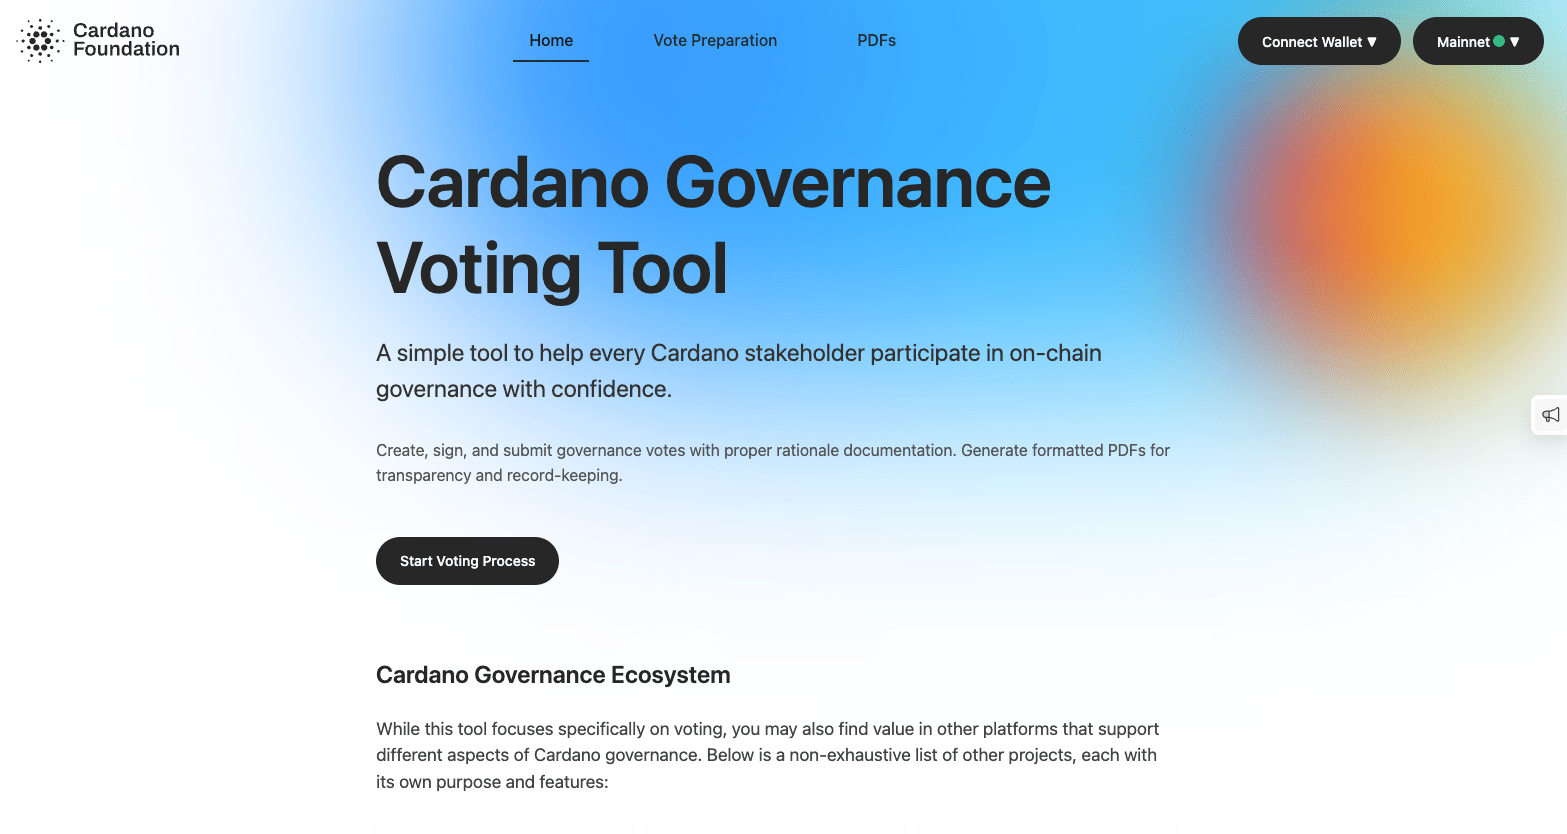 Cardano
Foundation
Home
Vote Preparation
PDFs
Connect Wallet ▼
Mainnet ▼
Cardano Governance
Voting Tool
A simple tool to help every Cardano stakeholder participate in on-chain
governance with confidence.
Create, sign, and submit governance votes with proper rationale documentation. Generate formatted PDFs for
transparency and record-keeping.
Start Voting Process
Cardano Governance Ecosystem
While this tool focuses specifically on voting, you may also find value in other platforms that support
different aspects of Cardano governance. Below is a non-exhaustive list of other projects, each with
its own purpose and features: